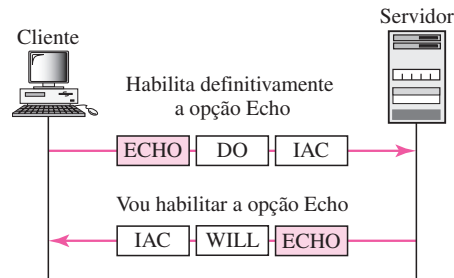 Servidor
Cliente
Habilita definitivamente
a opção Echo
ECHO DO IAC
Vou habilitar a opção Echo
IAC WILL ECHO